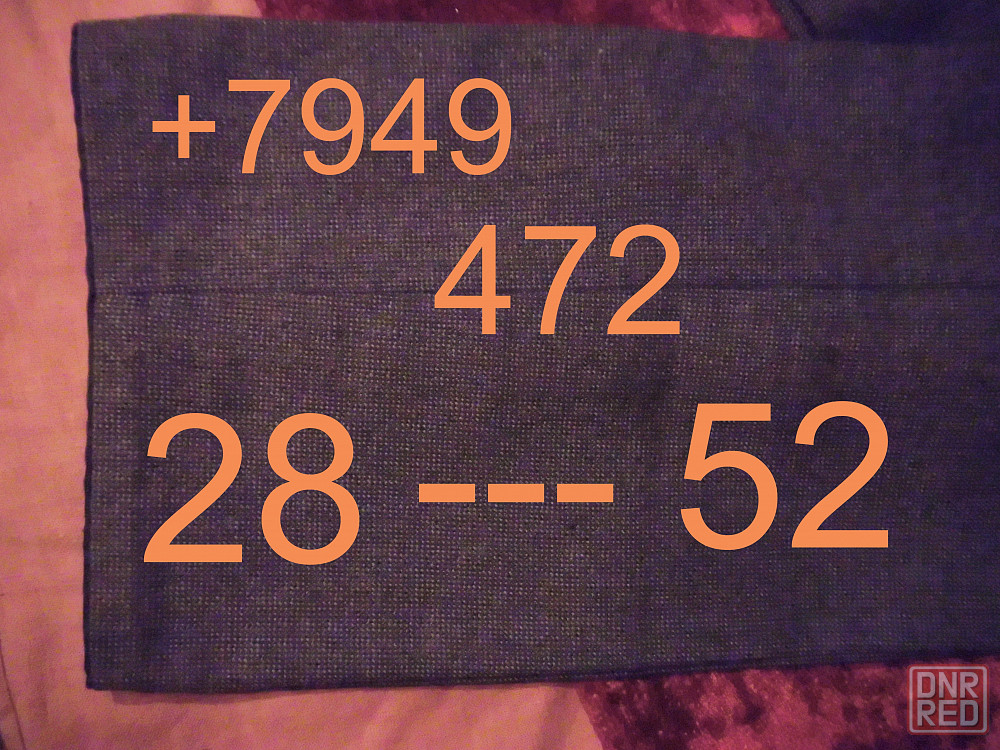 +7949
472
28 --- 52
DNR
RED